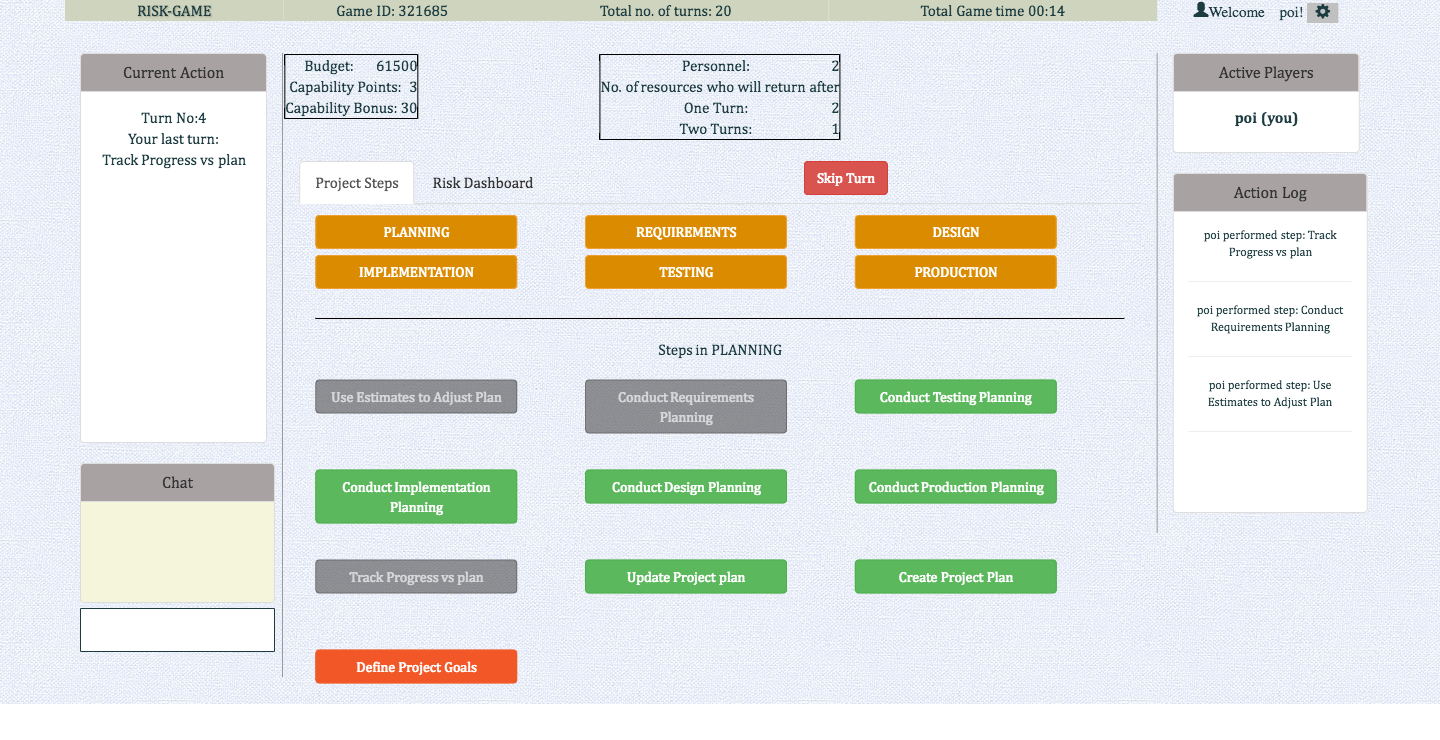 RISK-GAME
Game ID: 321685
Total no. of turns: 20
Total Game time 00:14
Welcome poi!
Current Action
Turn No:4
Your last turn:
Track Progress vs plan
Chat
Budget: 61500
Capability Points: 3
Capability Bonus: 30
Personnel: 2
No. of resources who will return after
One Turn: 2
Two Turns: 1
Project Steps
Risk Dashboard
Skip Turn
PLANNING
REQUIREMENTS
DESIGN
IMPLEMENTATION
TESTING
PRODUCTION
Steps in PLANNING
Use Estimates to Adjust Plan
Conduct Requirements
Planning
Conduct Testing Planning
Conduct Implementation
Planning
Conduct Design Planning
Conduct Production Planning
Track Progress vs plan
Update Project plan
Create Project Plan
Define Project Goals
Active Players
poi (you)
Action Log
poi performed step: Track
Progress vs plan
poi performed step: Conduct
Requirements Planning
poi performed step: Use
Estimates to Adjust Plan